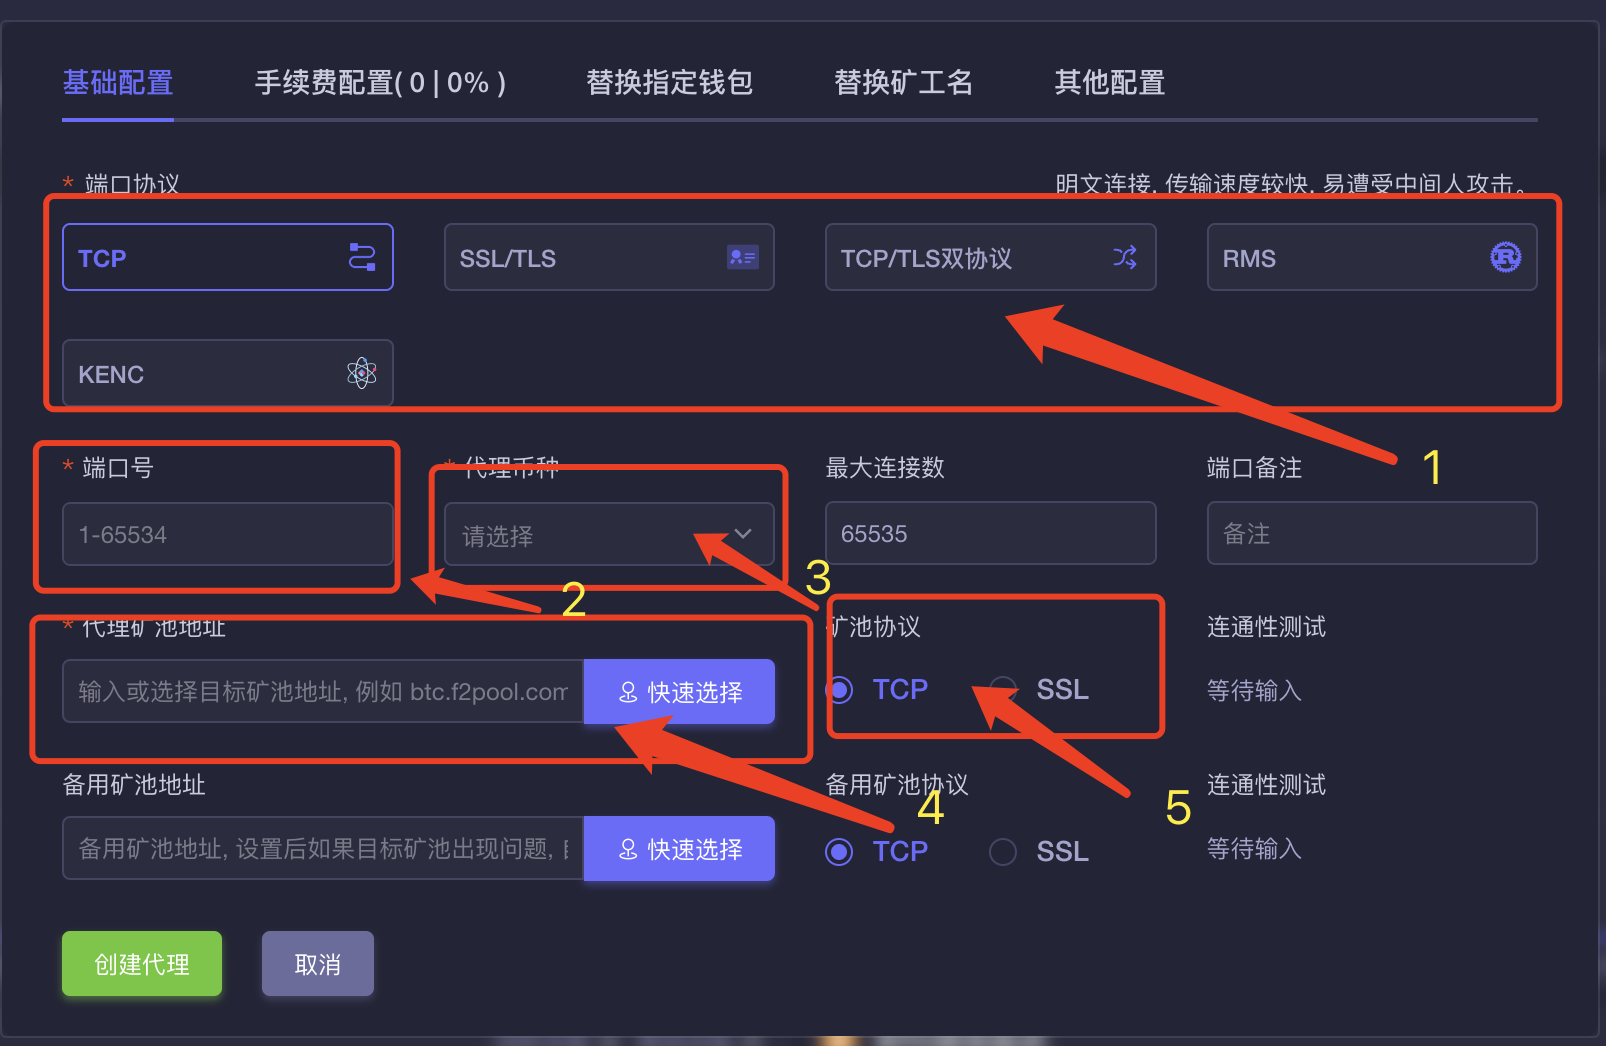 基础配置 手续费配置( 0 | 0% ) 替换指定钱包 替换矿工名 其他配置
* 端口协议 明文连接, 传输速度较快, 易遭受中间人攻击。
TCP SSL/TLS TCP/TLS双协议 RMS
KENC
1
* 端口号 * 代理币种 最大连接数 端口备注
1-65534 请选择 65535 备注
2 3
* 代理矿池地址 矿池协议 连通性测试
输入或选择目标矿池地址, 例如 btc.f2pool.com 快速选择 TCP SSL 等待输入
4 5
备用矿池地址 备用矿池协议 连通性测试
备用矿池地址, 设置后如果目标矿池出现问题, 快速选择 TCP SSL 等待输入
创建代理 取消